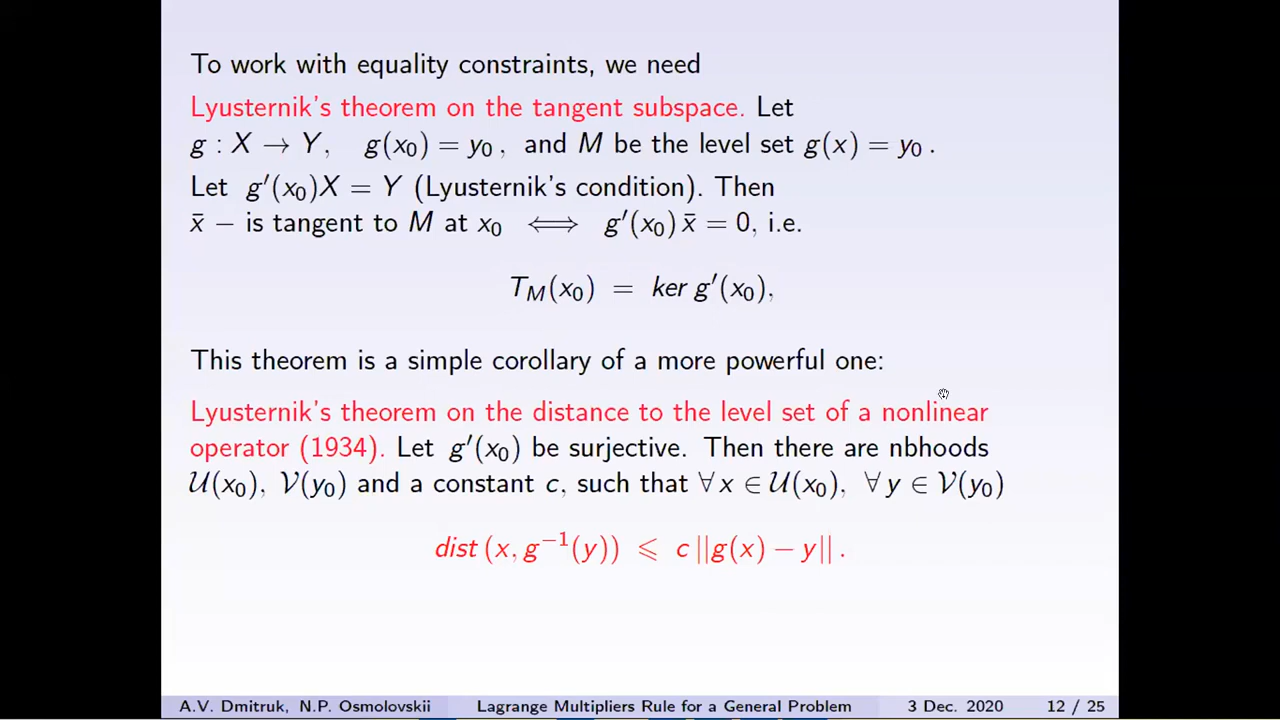 To work with equality constraints, we need
Lyusternik's theorem on the tangent subspace. Let
g : X → Y, g(x₀) = y₀ , and M be the level set g(x) = y₀ .
Let g′(x₀)X = Y (Lyusternik's condition). Then
x̄ − is tangent to M at x₀ ⟺ g′(x₀) x̄ = 0, i.e.
T_M(x₀) = ker g′(x₀),
This theorem is a simple corollary of a more powerful one:
Lyusternik's theorem on the distance to the level set of a nonlinear
operator (1934). Let g′(x₀) be surjective. Then there are nbhoods
𝒰(x₀), 𝒱(y₀) and a constant c, such that ∀ x ∈ 𝒰(x₀), ∀ y ∈ 𝒱(y₀)
dist (x, g⁻¹(y)) ⩽ c ||g(x) − y|| .
A.V. Dmitruk, N.P. Osmolovskii Lagrange Multipliers Rule for a General Problem 3 Dec. 2020 12 / 25